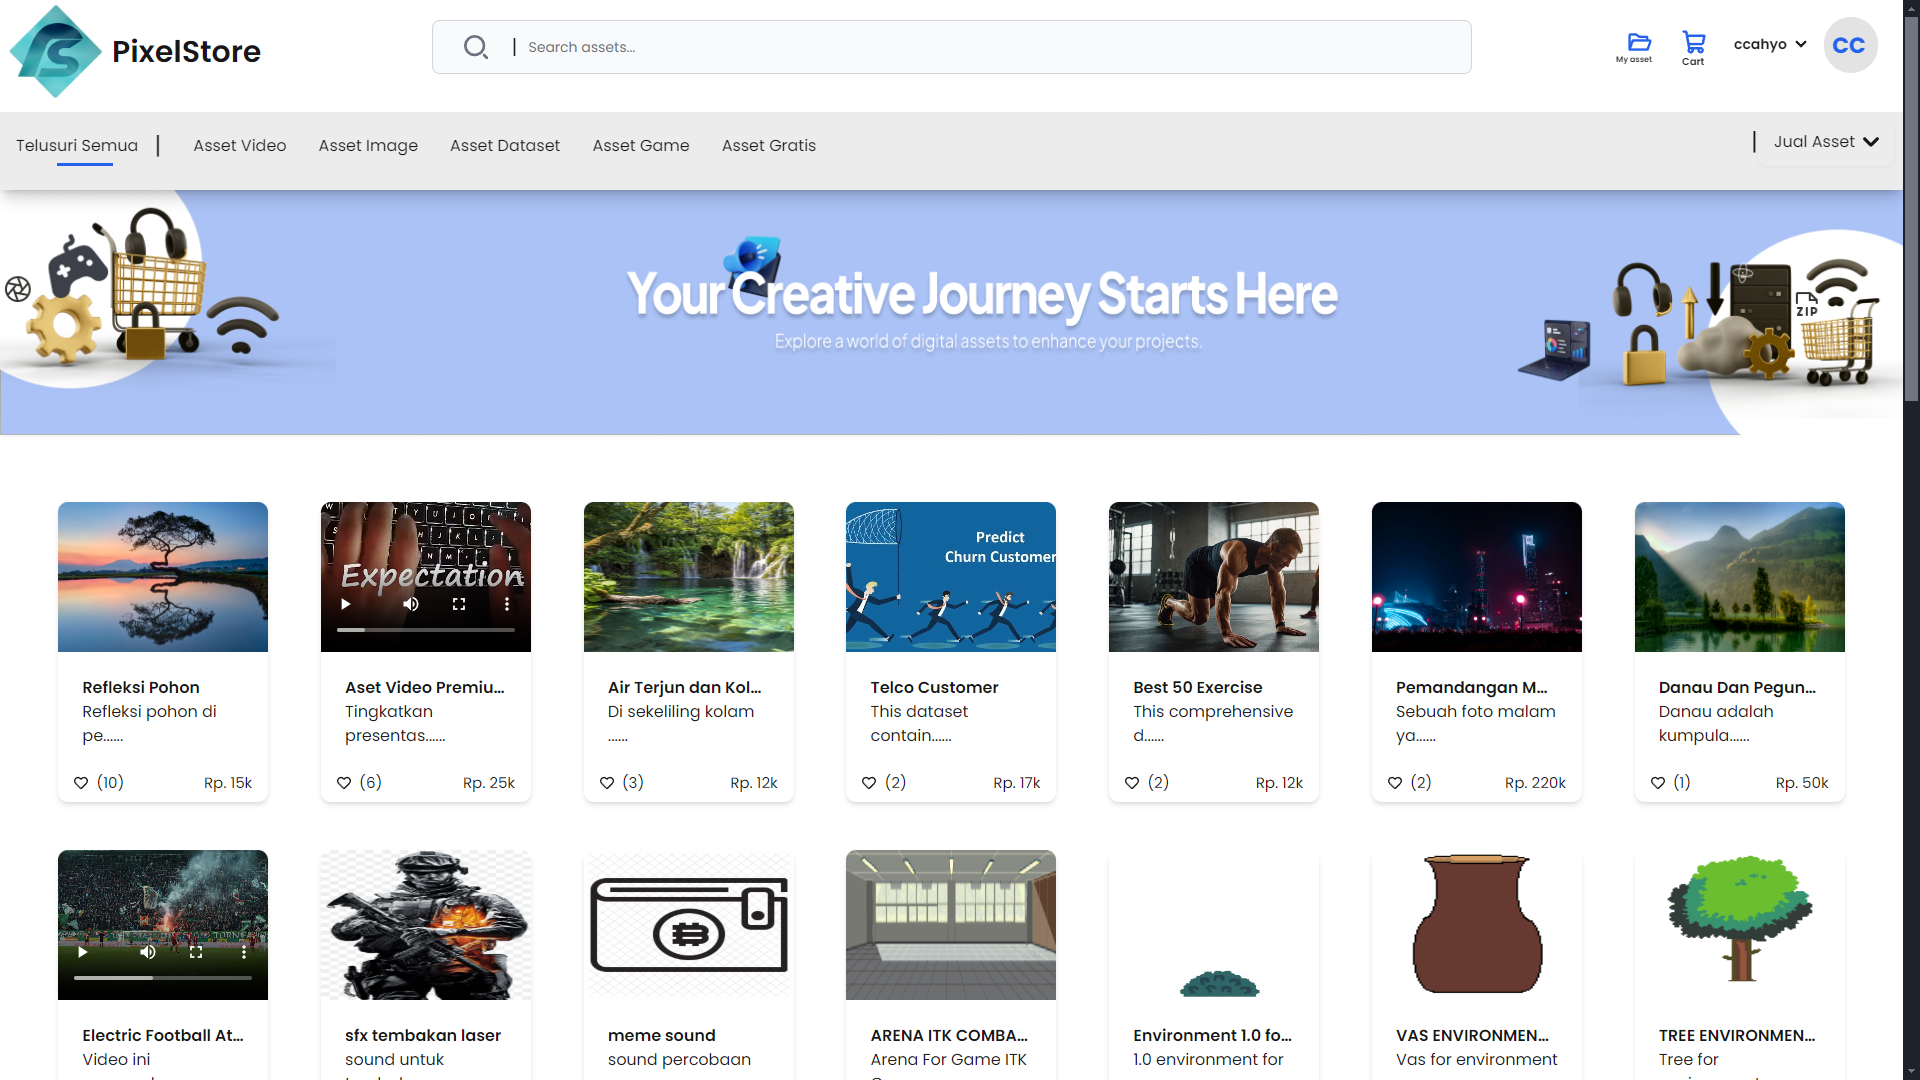 PixelStore
Search assets...
My asset
Cart
ccahyo
CC
Telusuri Semua
Asset Video
Asset Image
Asset Dataset
Asset Game
Asset Gratis
Jual Asset
Your Creative Journey Starts Here
Explore a world of digital assets to enhance your projects.
ZIP
Expectation
Predict
Churn Customer
Refleksi Pohon
Refleksi pohon di
pe......
(10)
Rp. 15k
Aset Video Premiu...
Tingkatkan
presentas......
(6)
Rp. 25k
Air Terjun dan Kol...
Di sekeliling kolam
......
(3)
Rp. 12k
Telco Customer
This dataset
contain......
(2)
Rp. 17k
Best 50 Exercise
This comprehensive
d......
(2)
Rp. 12k
Pemandangan M...
Sebuah foto malam
ya......
(2)
Rp. 220k
Danau Dan Pegun...
Danau adalah
kumpula......
(1)
Rp. 50k
Electric Football At...
Video ini
sfx tembakan laser
sound untuk
meme sound
sound percobaan
ARENA ITK COMBA...
Arena For Game ITK
Environment 1.0 fo...
1.0 environment for
VAS ENVIRONMEN...
Vas for environment
TREE ENVIRONMEN...
Tree for